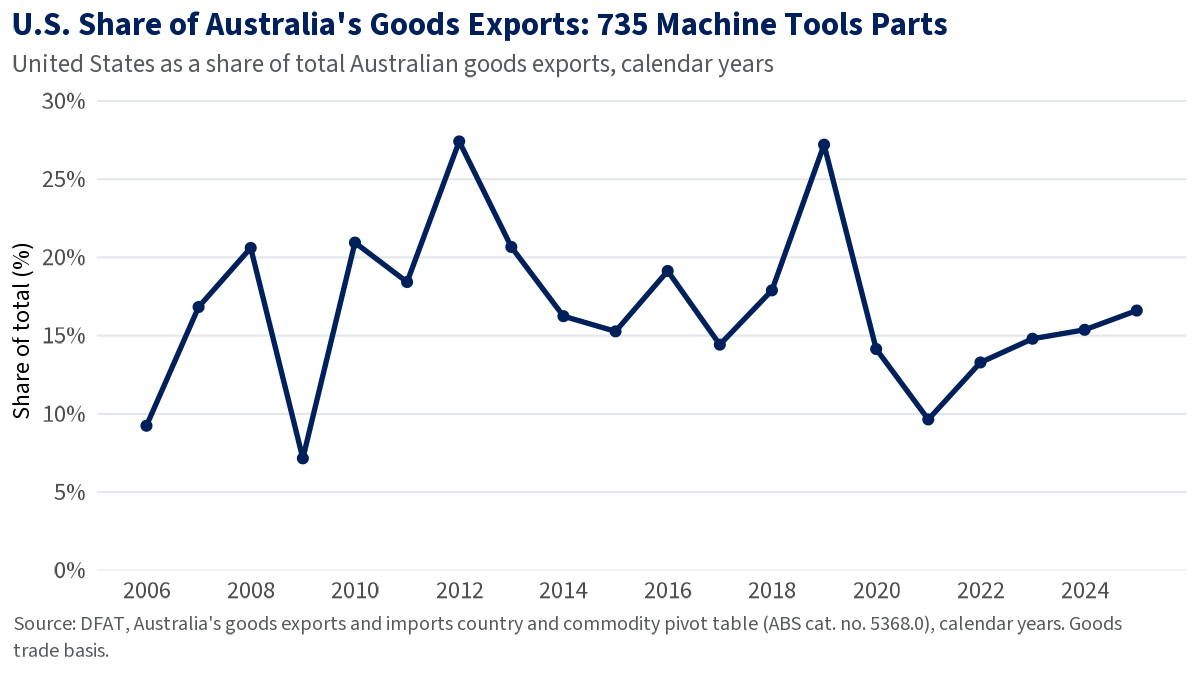 U.S. Share of Australia's Goods Exports: 735 Machine Tools Parts
United States as a share of total Australian goods exports, calendar years
30%
25%
20%
15%
10%
5%
0%
Share of total (%)
2006 2008 2010 2012 2014 2016 2018 2020 2022 2024
Source: DFAT, Australia's goods exports and imports country and commodity pivot table (ABS cat. no. 5368.0), calendar years. Goods
trade basis.